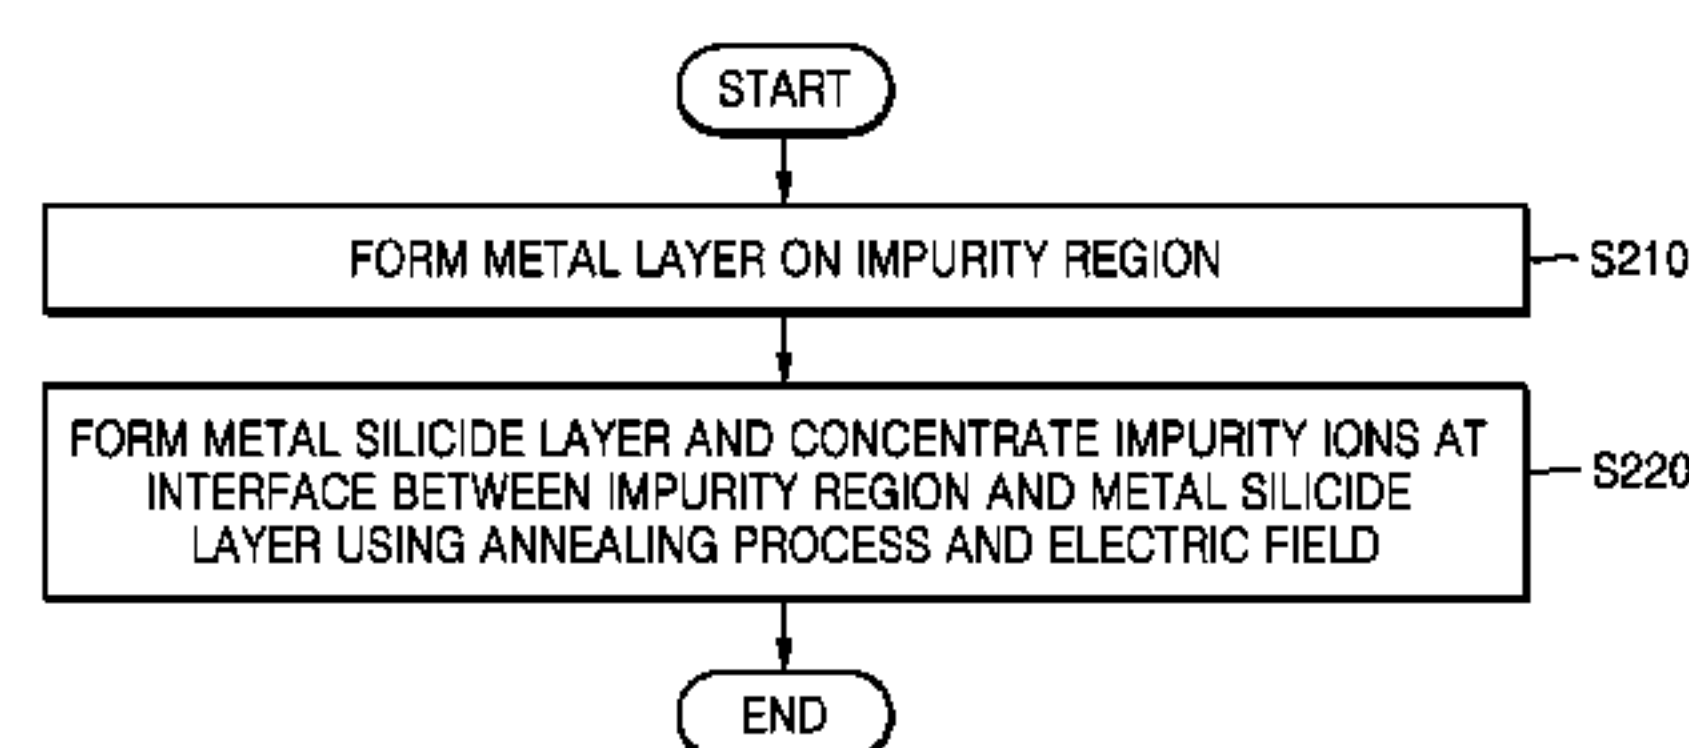 START
FORM METAL LAYER ON IMPURITY REGION
S210
FORM METAL SILICIDE LAYER AND CONCENTRATE IMPURITY IONS AT
INTERFACE BETWEEN IMPURITY REGION AND METAL SILICIDE
LAYER USING ANNEALING PROCESS AND ELECTRIC FIELD
S220
END